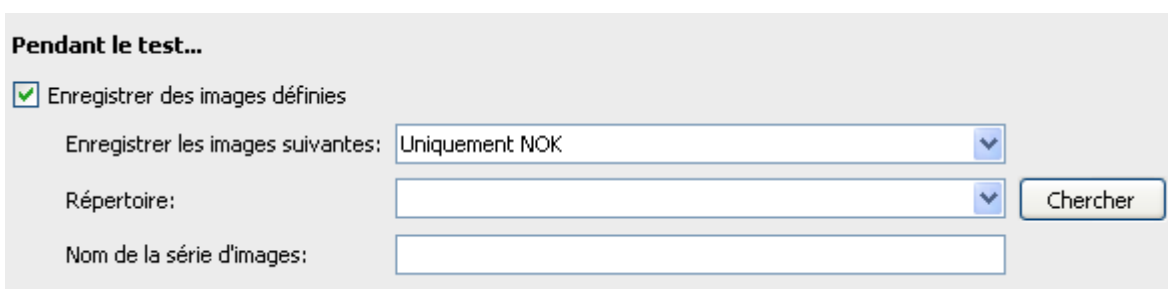 Pendant le test...
Enregistrer des images définies
Enregistrer les images suivantes: Uniquement NOK
Répertoire: Chercher
Nom de la série d'images: